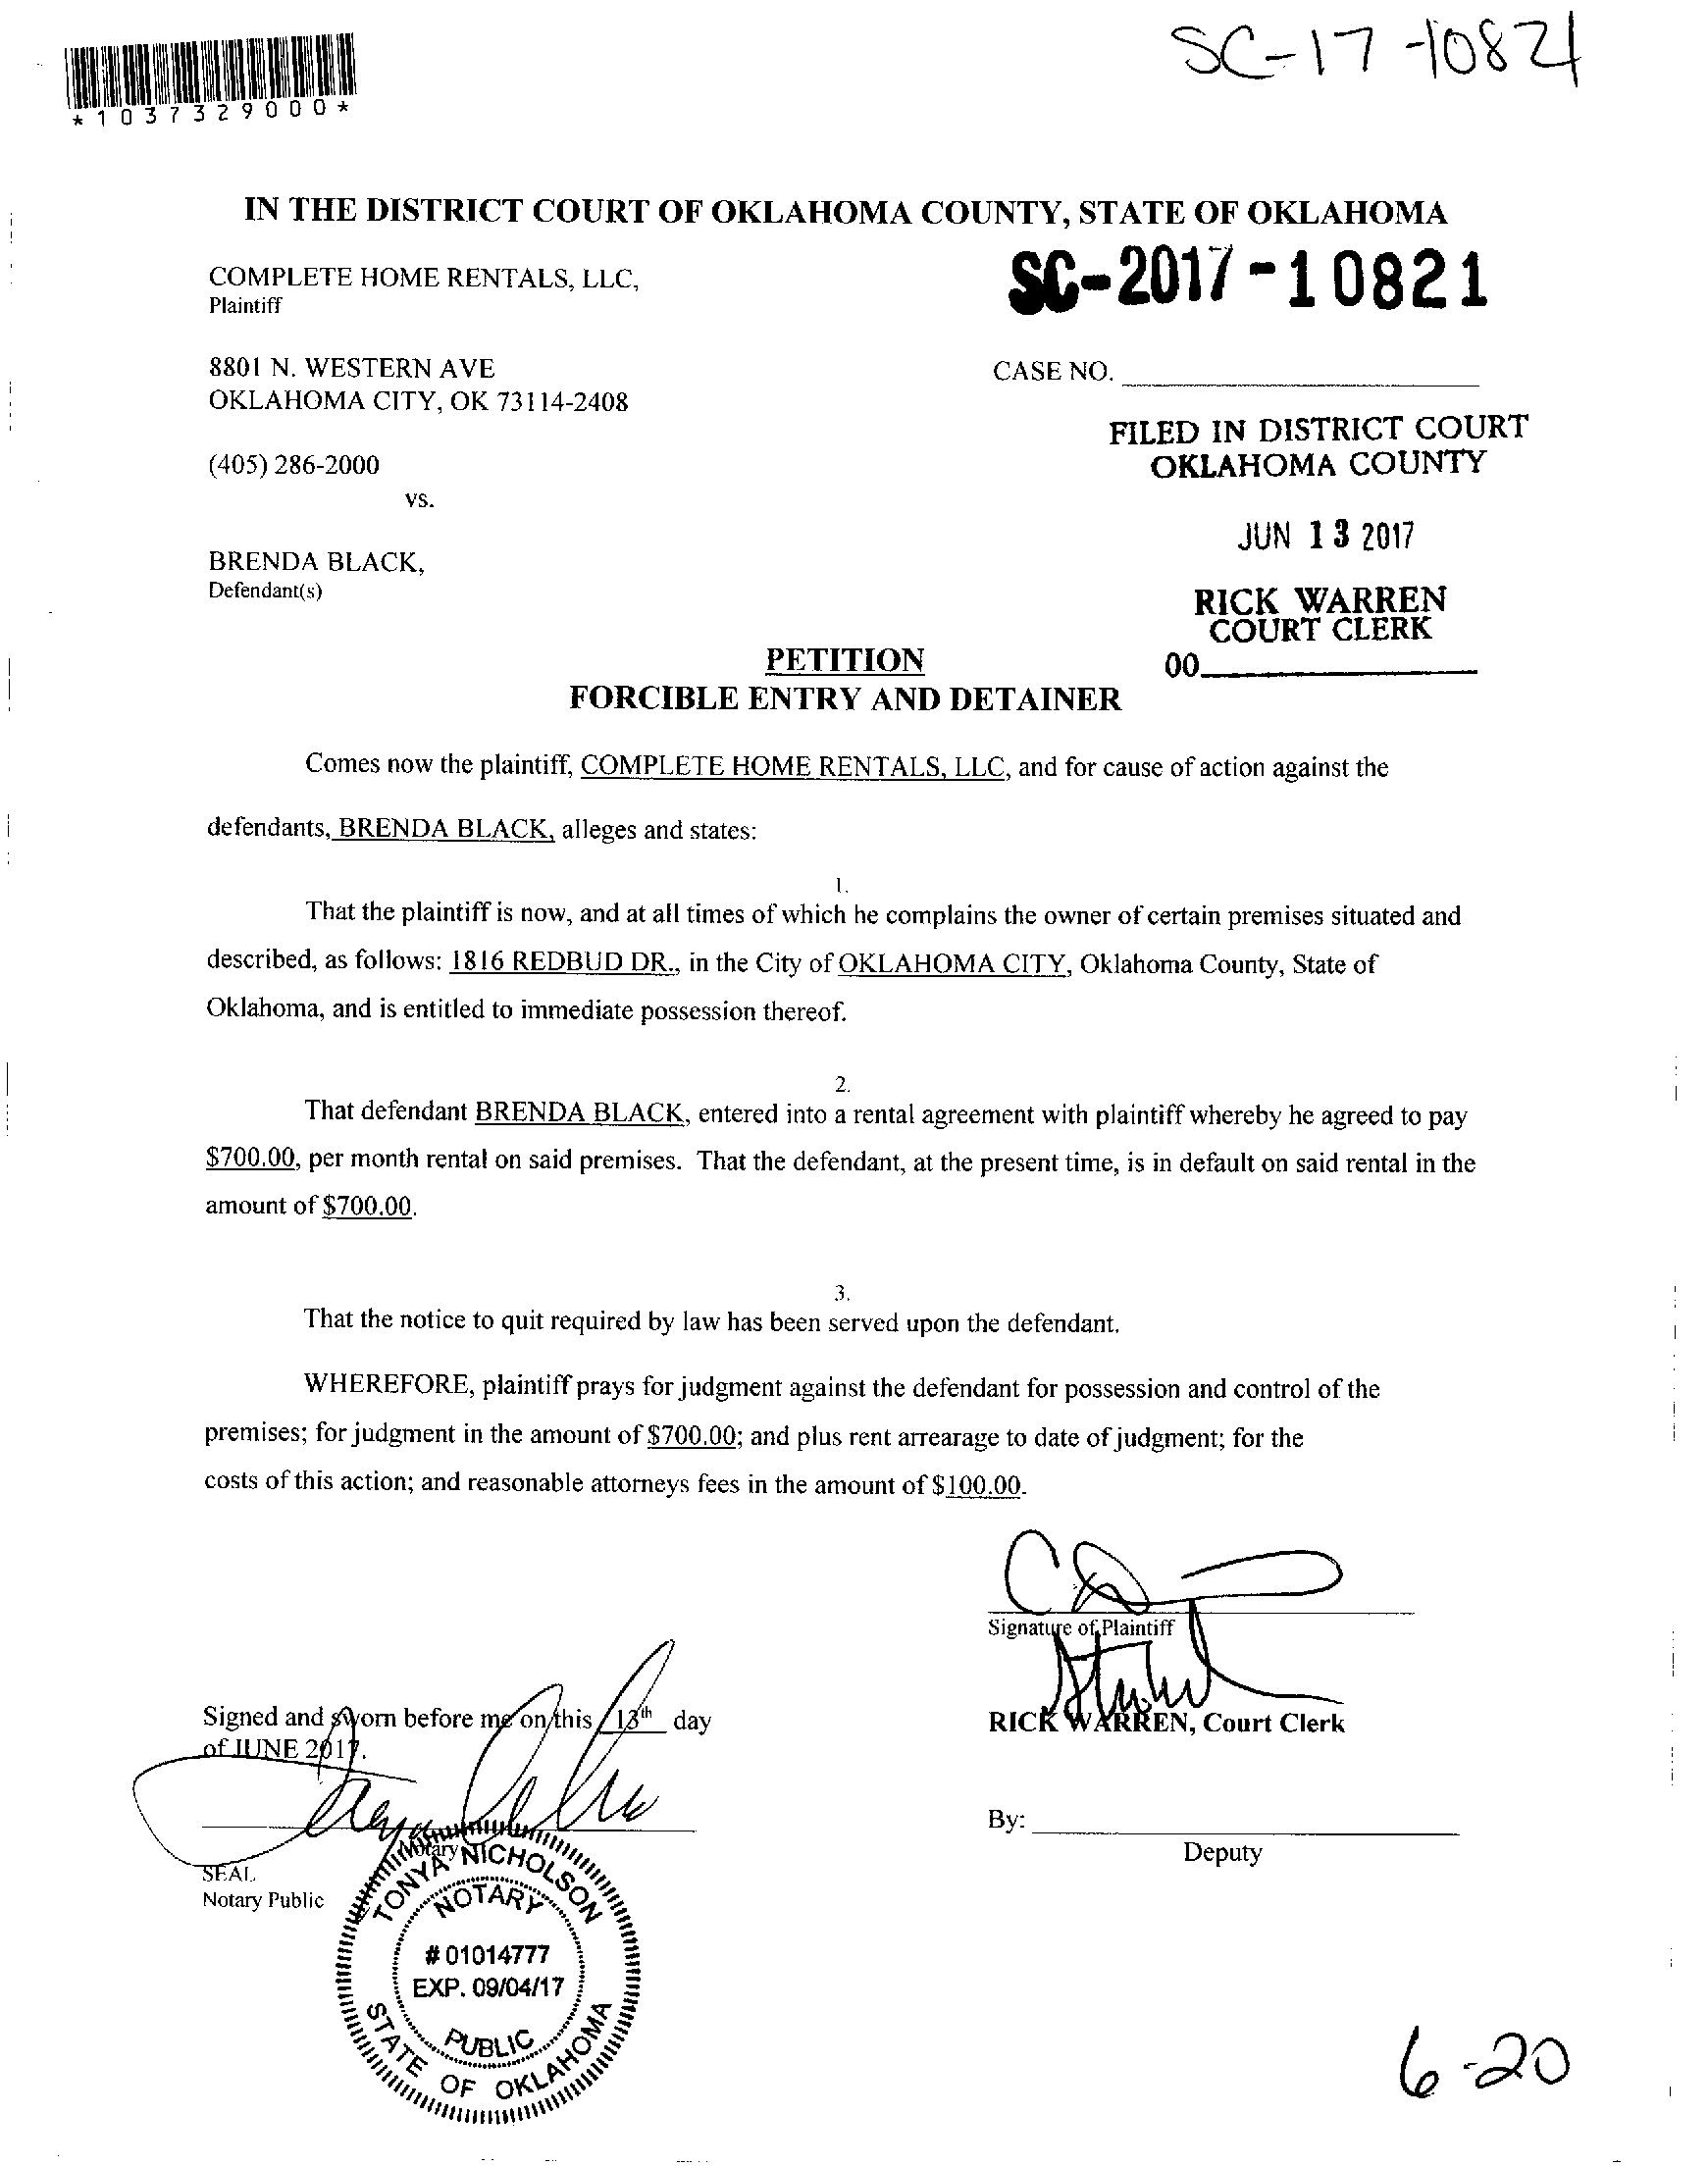 SC-17-10821
*1037329000*
IN THE DISTRICT COURT OF OKLAHOMA COUNTY, STATE OF OKLAHOMA
COMPLETE HOME RENTALS, LLC,
Plaintiff
SC-2017-10821
8801 N. WESTERN AVE
OKLAHOMA CITY, OK 73114-2408
CASE NO.
(405) 286-2000
vs.
FILED IN DISTRICT COURT
OKLAHOMA COUNTY
JUN 13 2017
BRENDA BLACK,
Defendant(s)
RICK WARREN
COURT CLERK
00
PETITION
FORCIBLE ENTRY AND DETAINER
Comes now the plaintiff, COMPLETE HOME RENTALS, LLC, and for cause of action against the
defendants, BRENDA BLACK, alleges and states:
1.
That the plaintiff is now, and at all times of which he complains the owner of certain premises situated and
described, as follows: 1816 REDBUD DR., in the City of OKLAHOMA CITY, Oklahoma County, State of
Oklahoma, and is entitled to immediate possession thereof.
2.
That defendant BRENDA BLACK, entered into a rental agreement with plaintiff whereby he agreed to pay
$700.00, per month rental on said premises. That the defendant, at the present time, is in default on said rental in the
amount of $700.00.
3.
That the notice to quit required by law has been served upon the defendant.
WHEREFORE, plaintiff prays for judgment against the defendant for possession and control of the
premises; for judgment in the amount of $700.00; and plus rent arrearage to date of judgment; for the
costs of this action; and reasonable attorneys fees in the amount of $100.00.
Signature of Plaintiff
Signed and sworn before me on this 13th day
of JUNE 2017.
RICK WARREN, Court Clerk
By:
Deputy
Notary
SEAL
Notary Public
TONYA NICHOLSON
NOTARY
# 01014777
EXP. 09/04/17
PUBLIC
STATE OF OKLAHOMA
6-20